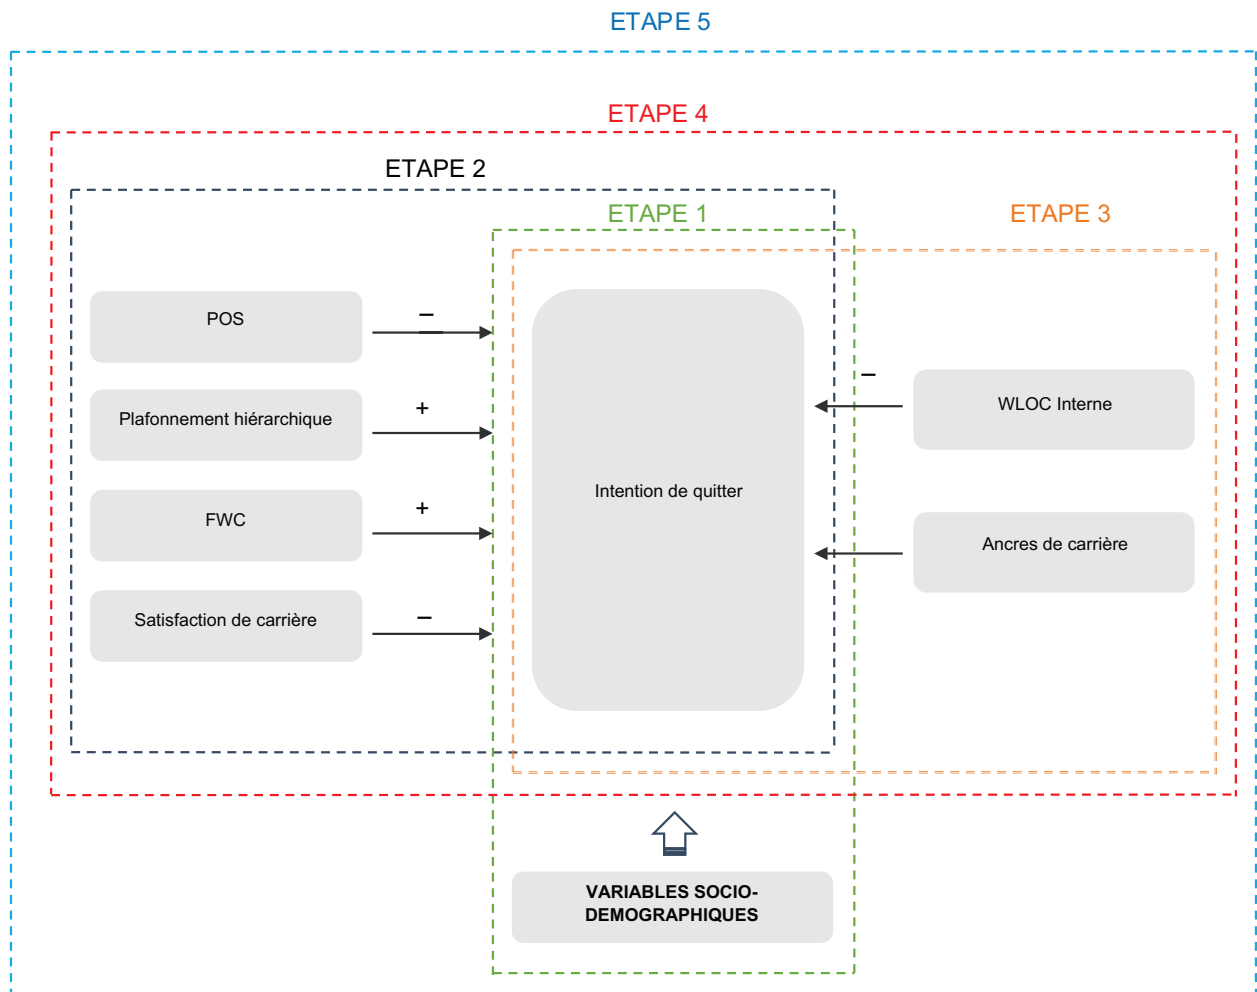 ETAPE 5
ETAPE 4
ETAPE 2
ETAPE 1
ETAPE 3
POS
–
Plafonnement hiérarchique
+
FWC
+
Satisfaction de carrière
–
Intention de quitter
–
WLOC Interne
Ancres de carrière
VARIABLES SOCIO-
DEMOGRAPHIQUES